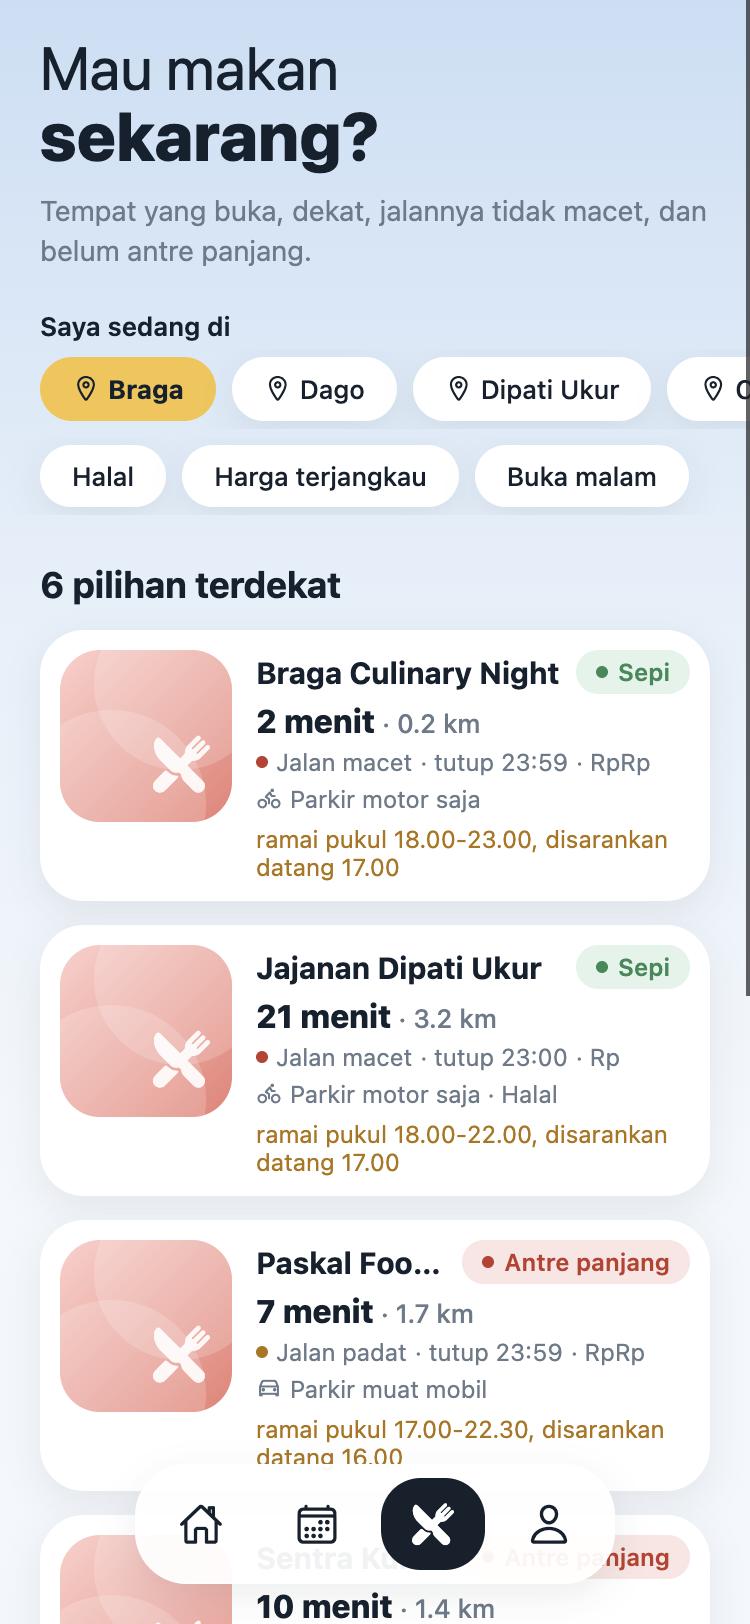 Mau makan
sekarang?
Tempat yang buka, dekat, jalannya tidak macet, dan
belum antre panjang.
Saya sedang di
Braga
Dago
Dipati Ukur
Halal
Harga terjangkau
Buka malam
6 pilihan terdekat
Braga Culinary Night
Sepi
2 menit · 0.2 km
Jalan macet · tutup 23:59 · RpRp
Parkir motor saja
ramai pukul 18.00-23.00, disarankan
datang 17.00
Jajanan Dipati Ukur
Sepi
21 menit · 3.2 km
Jalan macet · tutup 23:00 · Rp
Parkir motor saja · Halal
ramai pukul 18.00-22.00, disarankan
datang 17.00
Paskal Foo...
Antre panjang
7 menit · 1.7 km
Jalan padat · tutup 23:59 · RpRp
Parkir muat mobil
ramai pukul 17.00-22.30, disarankan
datang 16.00
Sentra
Antre panjang
10 menit · 1.4 km